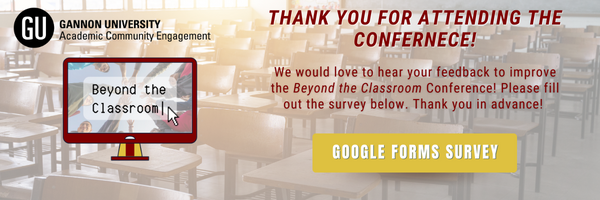 GU
GANNON UNIVERSITY
Academic Community Engagement
Beyond the
Classroom
THANK YOU FOR ATTENDING THE
CONFERNECE!
We would love to hear your feedback to improve
the Beyond the Classroom Conference! Please fill
out the survey below. Thank you in advance!
GOOGLE FORMS SURVEY